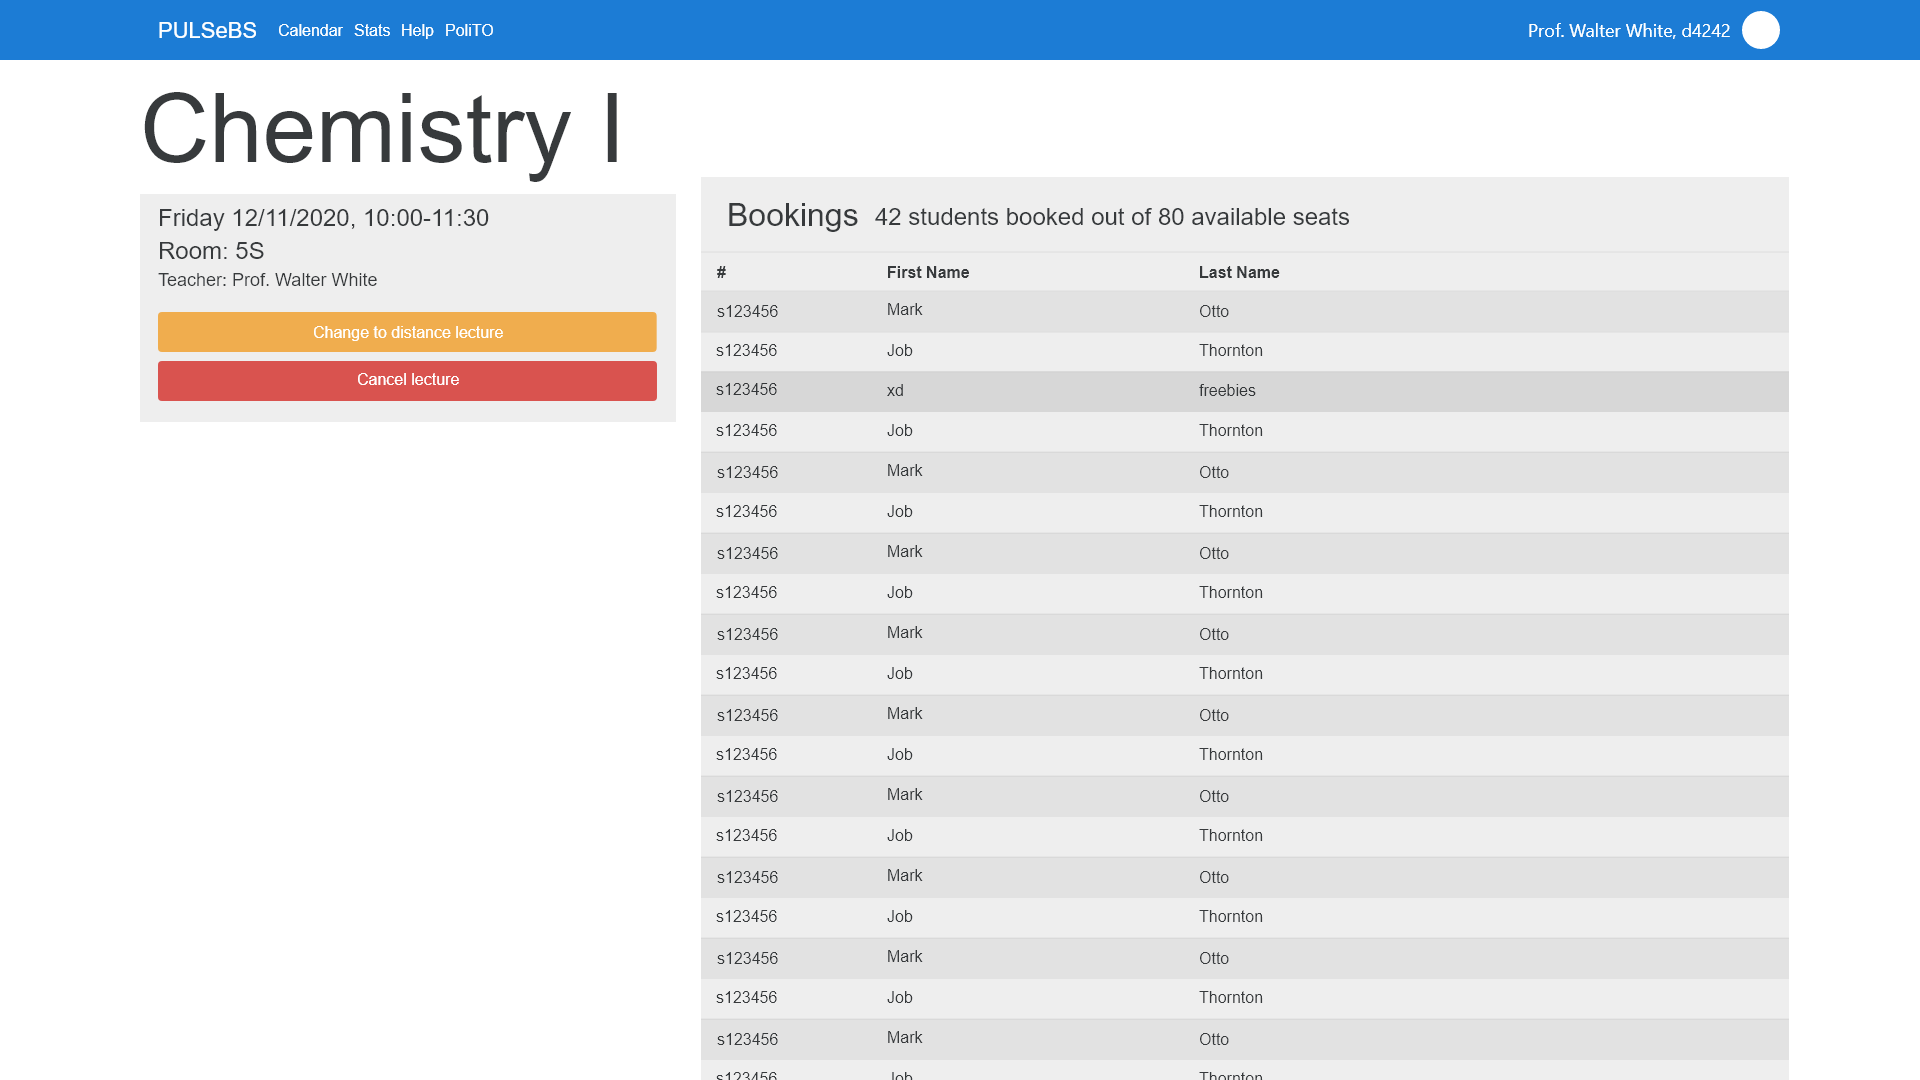 PULSeBS Calendar Stats Help PoliTO Prof. Walter White, d4242
Chemistry I
Friday 12/11/2020, 10:00-11:30
Room: 5S
Teacher: Prof. Walter White
Change to distance lecture
Cancel lecture
Bookings 42 students booked out of 80 available seats
# First Name Last Name
s123456 Mark Otto
s123456 Job Thornton
s123456 xd freebies
s123456 Job Thornton
s123456 Mark Otto
s123456 Job Thornton
s123456 Mark Otto
s123456 Job Thornton
s123456 Mark Otto
s123456 Job Thornton
s123456 Mark Otto
s123456 Job Thornton
s123456 Mark Otto
s123456 Job Thornton
s123456 Mark Otto
s123456 Job Thornton
s123456 Mark Otto
s123456 Job Thornton
s123456 Mark Otto
s123456 Job Thornton